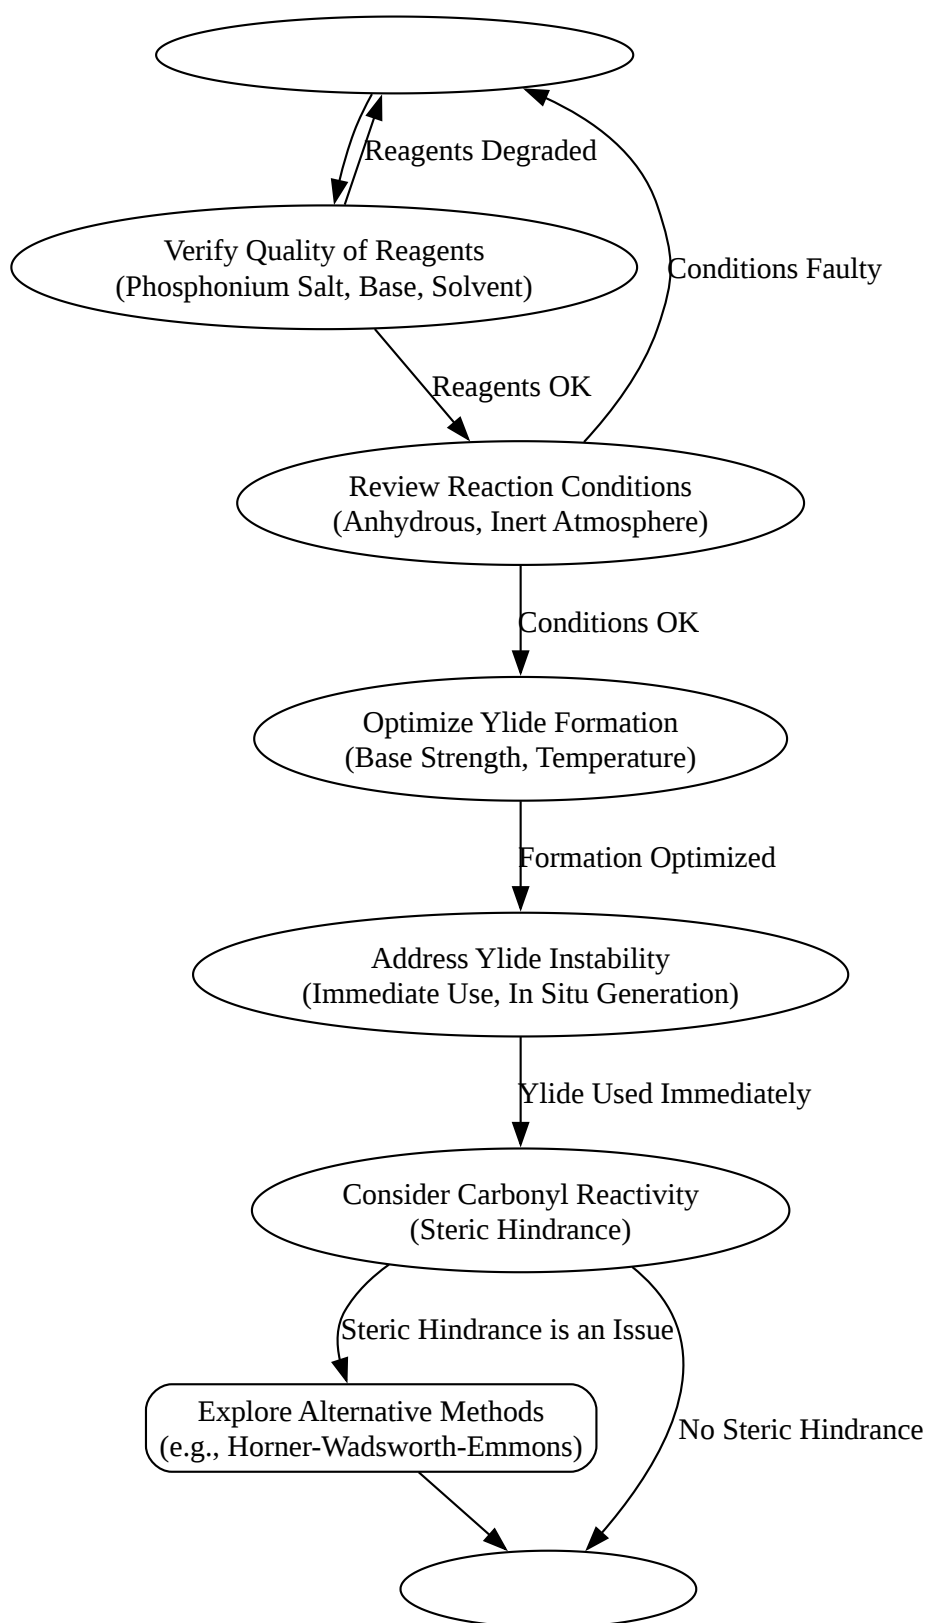 Reagents Degraded
Verify Quality of Reagents
(Phosphonium Salt, Base, Solvent)
Conditions Faulty
Reagents OK
Review Reaction Conditions
(Anhydrous, Inert Atmosphere)
Conditions OK
Optimize Ylide Formation
(Base Strength, Temperature)
Formation Optimized
Address Ylide Instability
(Immediate Use, In Situ Generation)
Ylide Used Immediately
Consider Carbonyl Reactivity
(Steric Hindrance)
Steric Hindrance is an Issue
Explore Alternative Methods
(e.g., Horner-Wadsworth-Emmons)
No Steric Hindrance